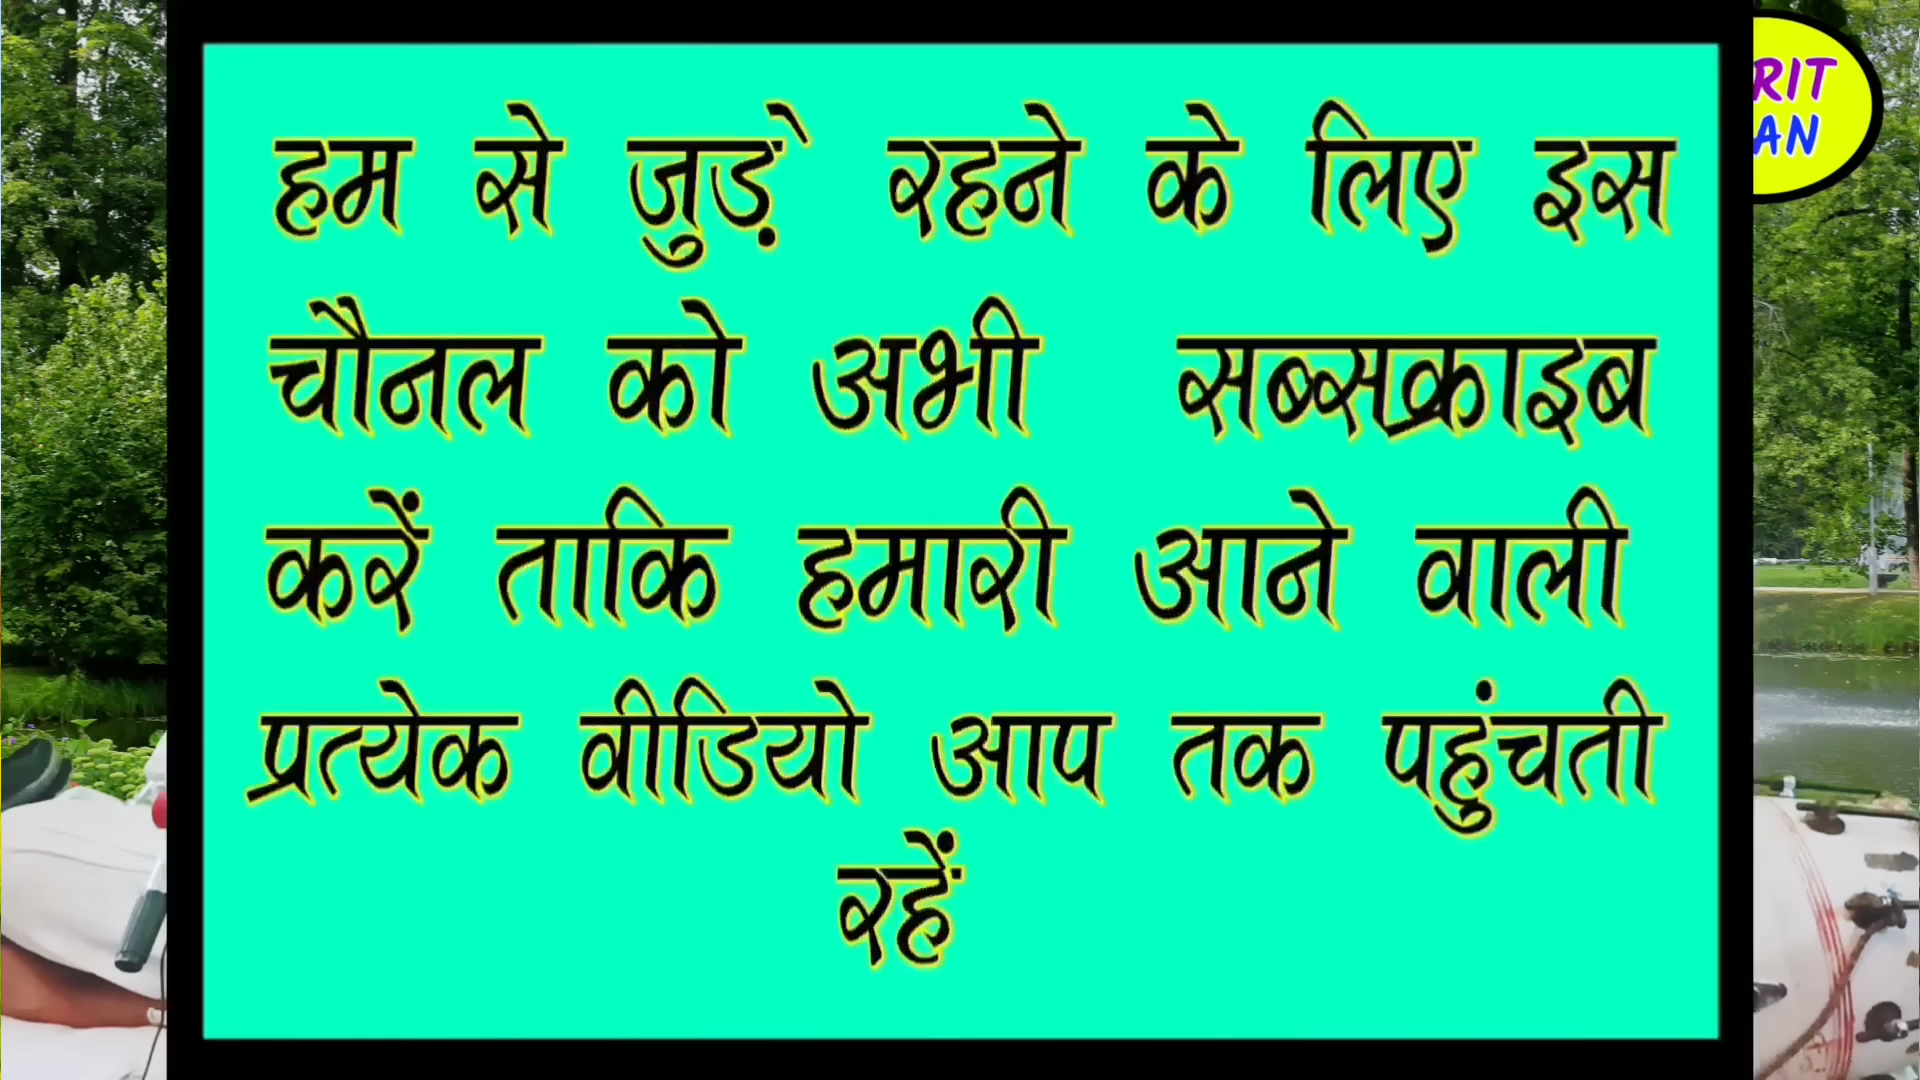 हम से जुड़े रहने के लिए इस
चौनल को अभी सब्सक्राइब
करें ताकि हमारी आने वाली
प्रत्येक वीडियो आप तक पहुंचती
रहें
RIT
AN